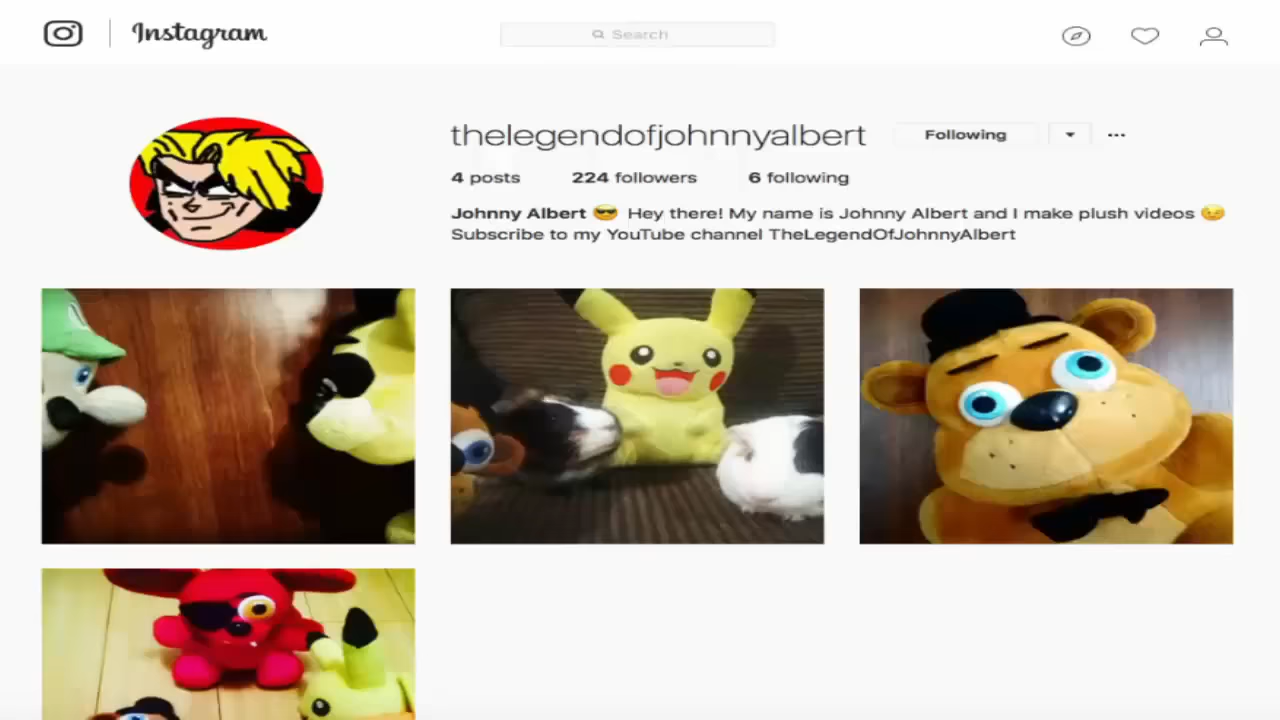 Instagram
Search
thelegendofjohnnyalbert Following
4 posts 224 followers 6 following
Johnny Albert 😎 Hey there! My name is Johnny Albert and I make plush videos 😉
Subscribe to my YouTube channel TheLegendOfJohnnyAlbert